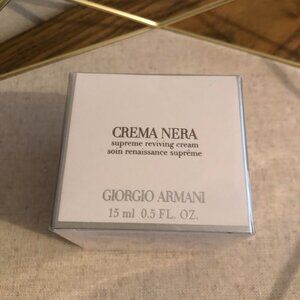 CREMA NERA
supreme reviving cream
soin renaissance suprême
GIORGIO ARMANI
15 ml 0.5 FL. OZ.